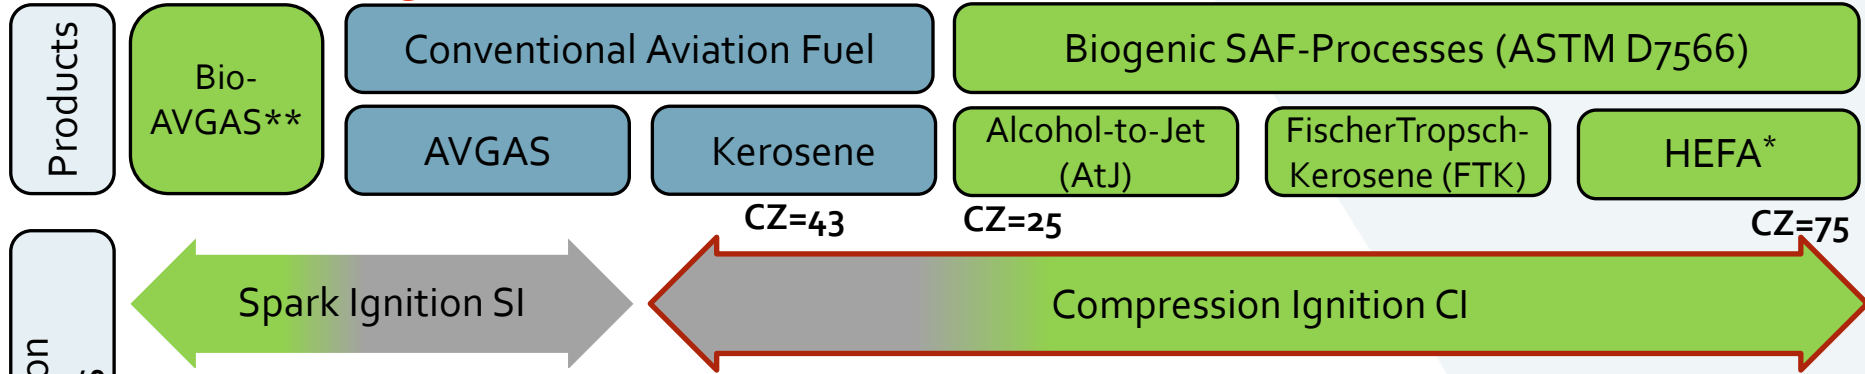 Products
Bio-
AVGAS**
Conventional Aviation Fuel
AVGAS
Kerosene
Biogenic SAF-Processes (ASTM D7566)
Alcohol-to-Jet
(AtJ)
FischerTropsch-
Kerosene (FTK)
HEFA*
CZ=43
CZ=25
CZ=75
Spark Ignition SI
Compression Ignition CI